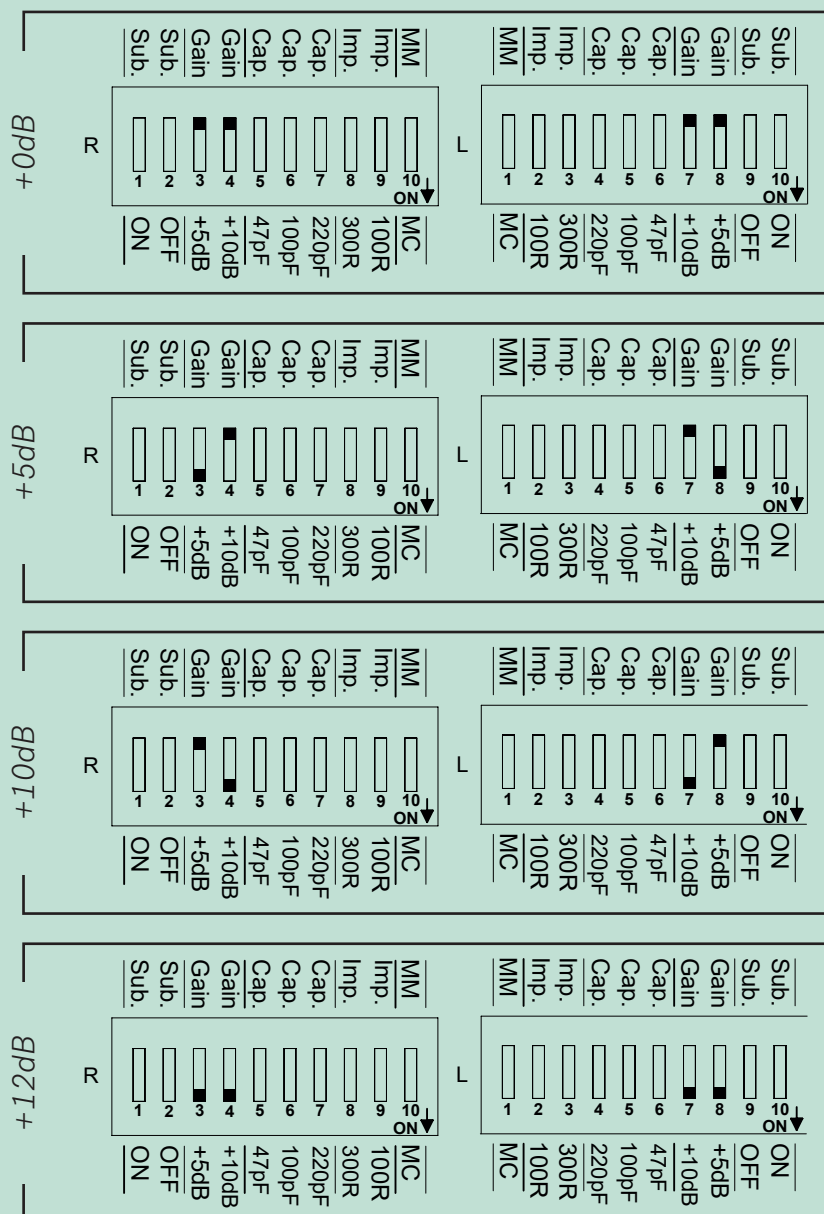 +0dB
Sub. Sub. Gain Gain Cap. Cap. Cap. Imp. Imp. MM
R
1 2 3 4 5 6 7 8 9 10
ON
ON OFF +5dB +10dB 47pF 100pF 220pF 300R 100R MC
MM Imp. Imp. Cap. Cap. Cap. Gain Gain Sub. Sub.
L
1 2 3 4 5 6 7 8 9 10
ON
MC 100R 300R 220pF 100pF 47pF +10dB +5dB OFF ON
+5dB
Sub. Sub. Gain Gain Cap. Cap. Cap. Imp. Imp. MM
R
1 2 3 4 5 6 7 8 9 10
ON
ON OFF +5dB +10dB 47pF 100pF 220pF 300R 100R MC
MM Imp. Imp. Cap. Cap. Cap. Gain Gain Sub. Sub.
L
1 2 3 4 5 6 7 8 9 10
ON
MC 100R 300R 220pF 100pF 47pF +10dB +5dB OFF ON
+10dB
Sub. Sub. Gain Gain Cap. Cap. Cap. Imp. Imp. MM
R
1 2 3 4 5 6 7 8 9 10
ON
ON OFF +5dB +10dB 47pF 100pF 220pF 300R 100R MC
MM Imp. Imp. Cap. Cap. Cap. Gain Gain Sub. Sub.
L
1 2 3 4 5 6 7 8 9 10
ON
MC 100R 300R 220pF 100pF 47pF +10dB +5dB OFF ON
+12dB
Sub. Sub. Gain Gain Cap. Cap. Cap. Imp. Imp. MM
R
1 2 3 4 5 6 7 8 9 10
ON
ON OFF +5dB +10dB 47pF 100pF 220pF 300R 100R MC
MM Imp. Imp. Cap. Cap. Cap. Gain Gain Sub. Sub.
L
1 2 3 4 5 6 7 8 9 10
ON
MC 100R 300R 220pF 100pF 47pF +10dB +5dB OFF ON